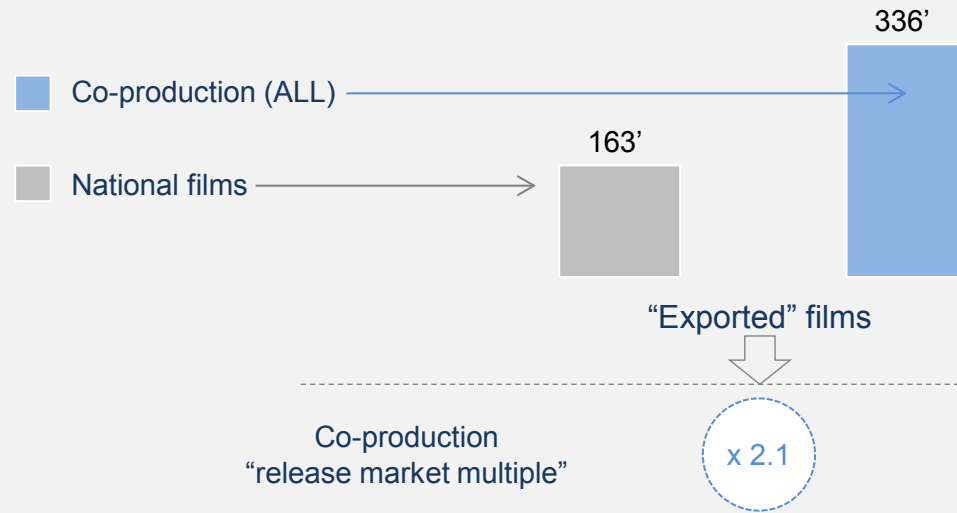 336’
Co-production (ALL)
163’
National films
“Exported” films
Co-production
“release market multiple”
x 2.1